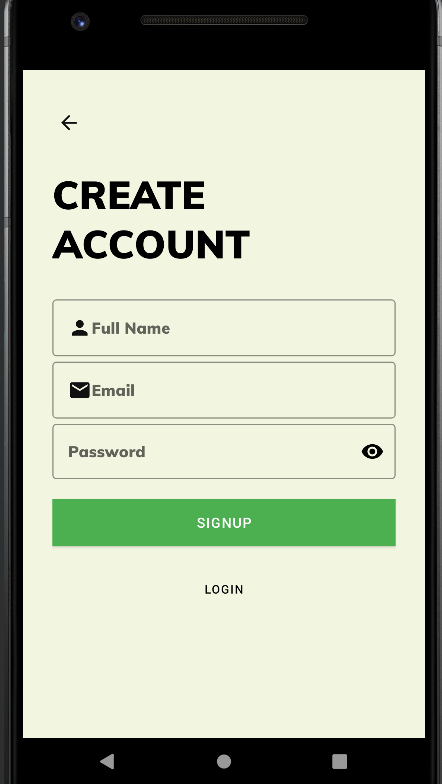 CREATE
ACCOUNT
Full Name
Email
Password
SIGNUP
LOGIN